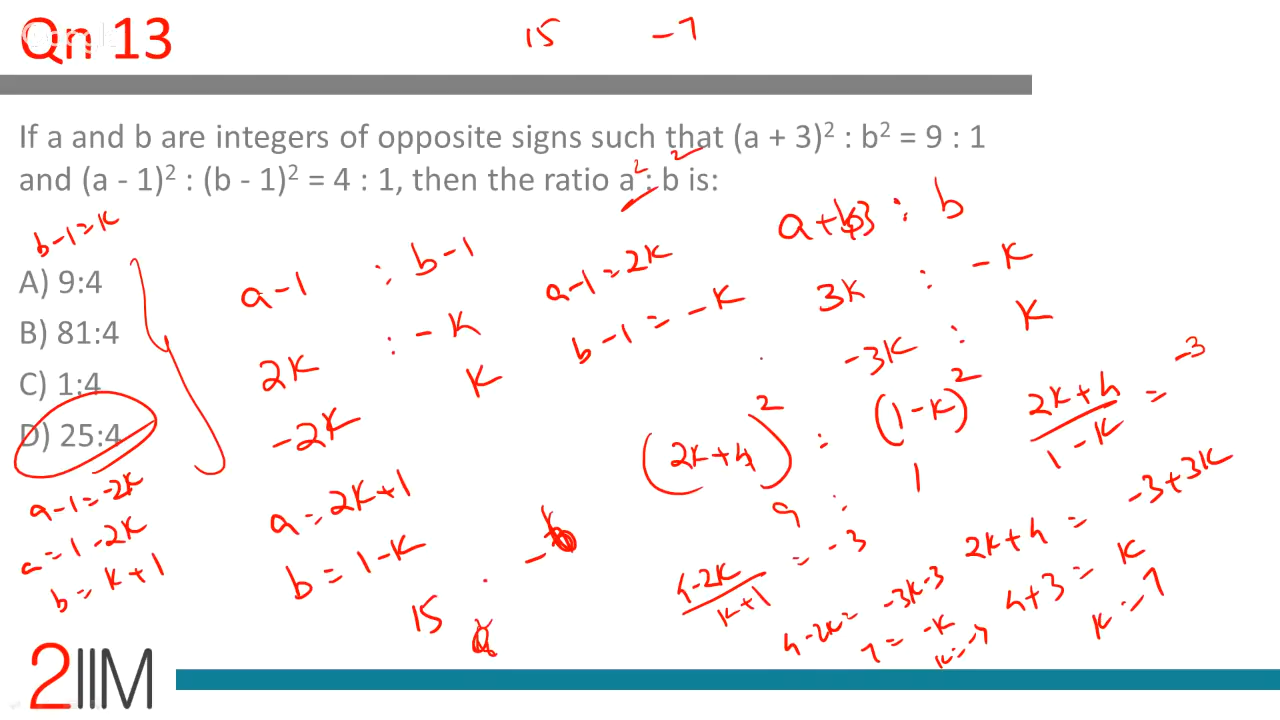 Qn 13
15 -7
If a and b are integers of opposite signs such that (a + 3)² : b² = 9 : 1
and (a - 1)² : (b - 1)² = 4 : 1, then the ratio a² : b² is:
b-1=k
A) 9:4
B) 81:4
C) 1:4
D) 25:4
a-1=-2k
a=1-2k
b=k+1
a-1 : b-1
2k : -k
-2k k
a=2k+1
b=1-k
15 : -
a-1=2k
b-1=-k
a+3 : b
3k : -k
-3k : k
(2k+4)² : (1-k)²
9 : 1
4-2k/k+1 = -3
4-2k= -3k-3
7=-k
k=-7
2k+4/1-k = -3
2k+4 = -3+3k
4+3=k
k=7
2IIM